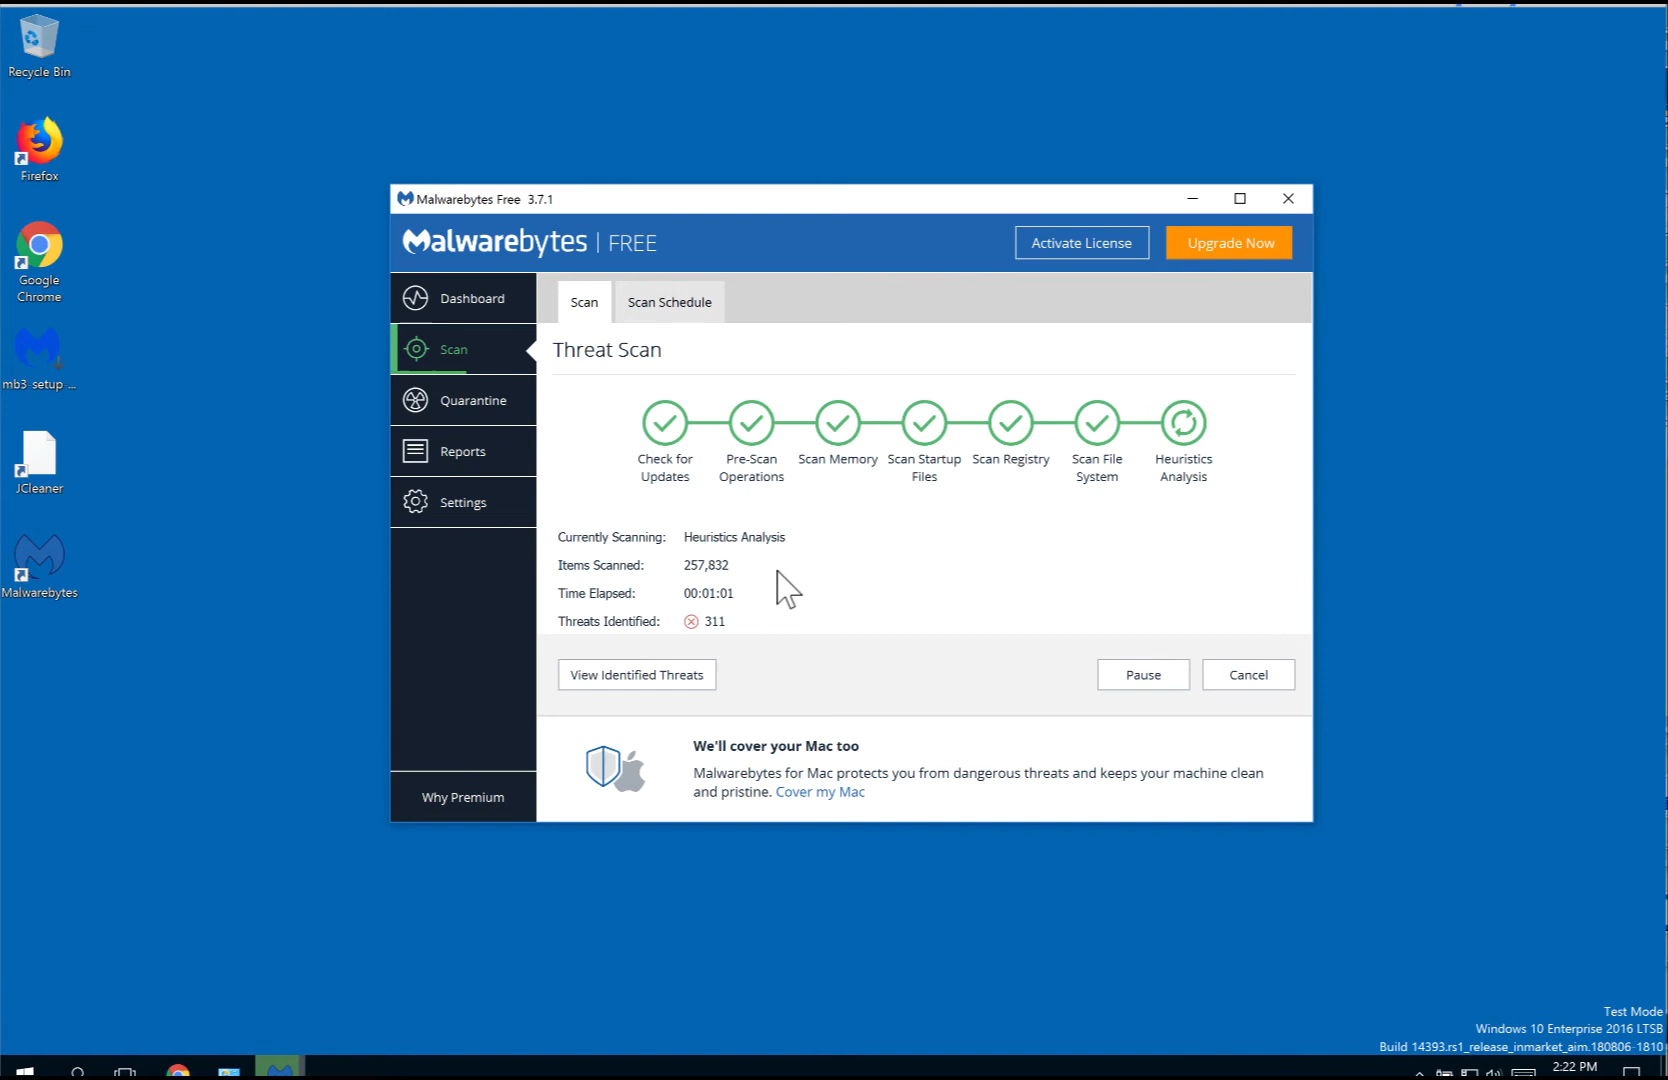 Recycle Bin
Firefox
Google
Chrome
mb3-setup-...
JCleaner
Malwarebytes
Malwarebytes Free 3.7.1
Malwarebytes | FREE
Activate License
Upgrade Now
Dashboard
Scan
Quarantine
Reports
Settings
Why Premium
Scan
Scan Schedule
Threat Scan
Check for
Updates
Pre-Scan
Operations
Scan Memory
Scan Startup
Files
Scan Registry
Scan File
System
Heuristics
Analysis
Currently Scanning: Heuristics Analysis
Items Scanned: 257,832
Time Elapsed: 00:01:01
Threats Identified: 311
View Identified Threats
Pause
Cancel
We'll cover your Mac too
Malwarebytes for Mac protects you from dangerous threats and keeps your machine clean
and pristine. Cover my Mac
Test Mode
Windows 10 Enterprise 2016 LTSB
Build 14393.rs1_release_inmarket_aim.180806-1810
2:22 PM